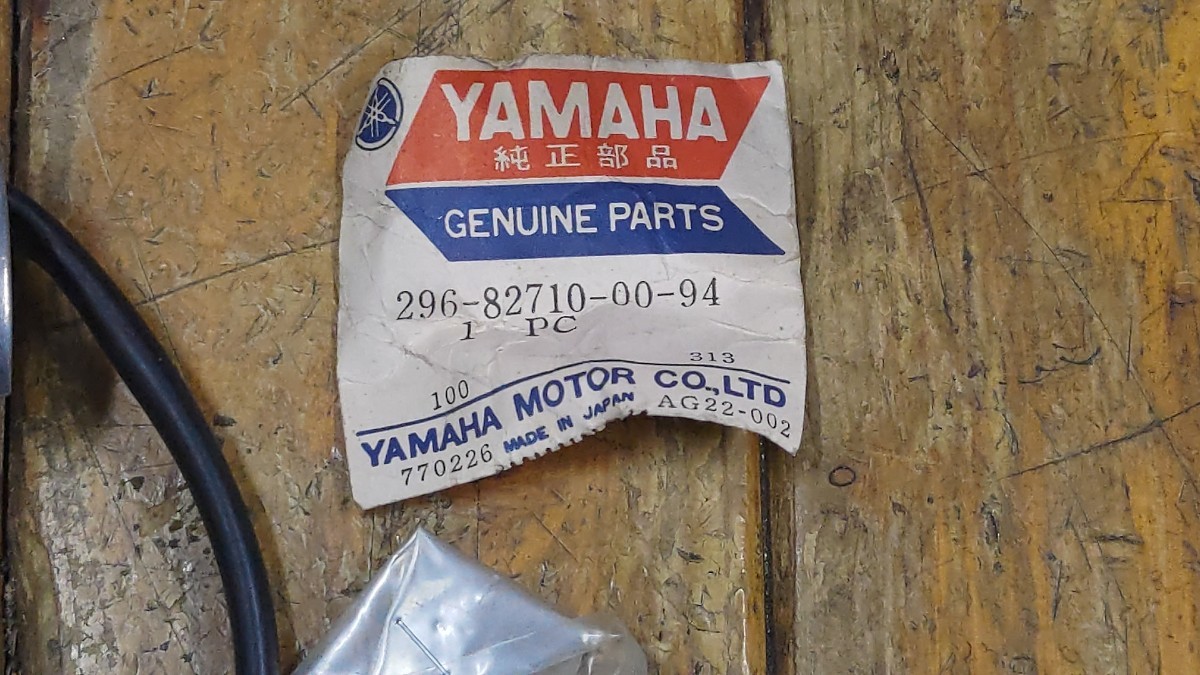 YAMAHA
純正部品
GENUINE PARTS
296-82710-00-94
1 PC
313
100
YAMAHA MOTOR CO.,LTD
770226 MADE IN JAPAN AG22-002